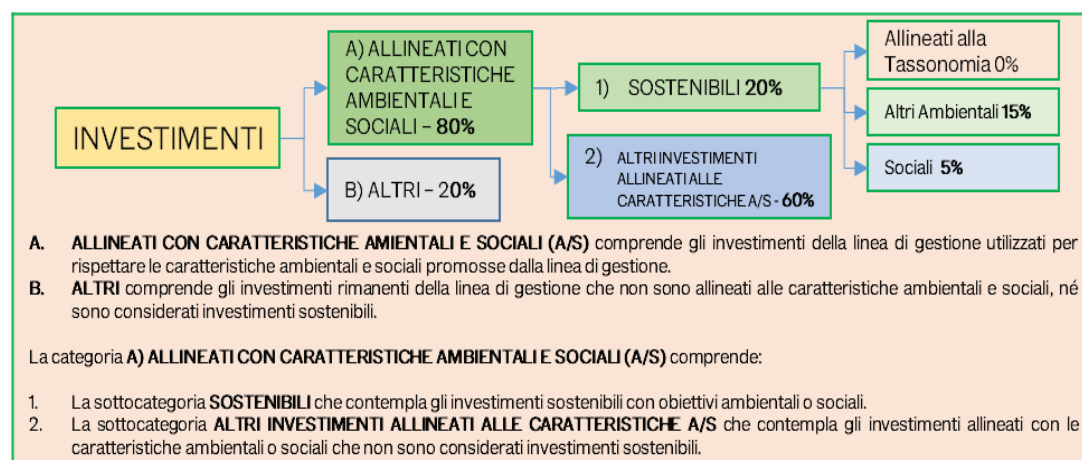 INVESTIMENTI
A) ALLINEATI CON
CARATTERISTICHE
AMBIENTALI E
SOCIALI – 80%
B) ALTRI – 20%
1) SOSTENIBILI 20%
2) ALTRI INVESTIMENTI
ALLINEATI ALLE
CARATTERISTICHE A/S - 60%
Allineati alla
Tassonomia 0%
Altri Ambientali 15%
Sociali 5%
A. ALLINEATI CON CARATTERISTICHE AMIENTALI E SOCIALI (A/S) comprende gli investimenti della linea di gestione utilizzati per
rispettare le caratteristiche ambientali e sociali promosse dalla linea di gestione.
B. ALTRI comprende gli investimenti rimanenti della linea di gestione che non sono allineati alle caratteristiche ambientali e sociali, né
sono considerati investimenti sostenibili.
La categoria A) ALLINEATI CON CARATTERISTICHE AMBIENTALI E SOCIALI (A/S) comprende:
1. La sottocategoria SOSTENIBILI che contempla gli investimenti sostenibili con obiettivi ambientali o sociali.
2. La sottocategoria ALTRI INVESTIMENTI ALLINEATI ALLE CARATTERISTICHE A/S che contempla gli investimenti allineati con le
caratteristiche ambientali o sociali che non sono considerati investimenti sostenibili.